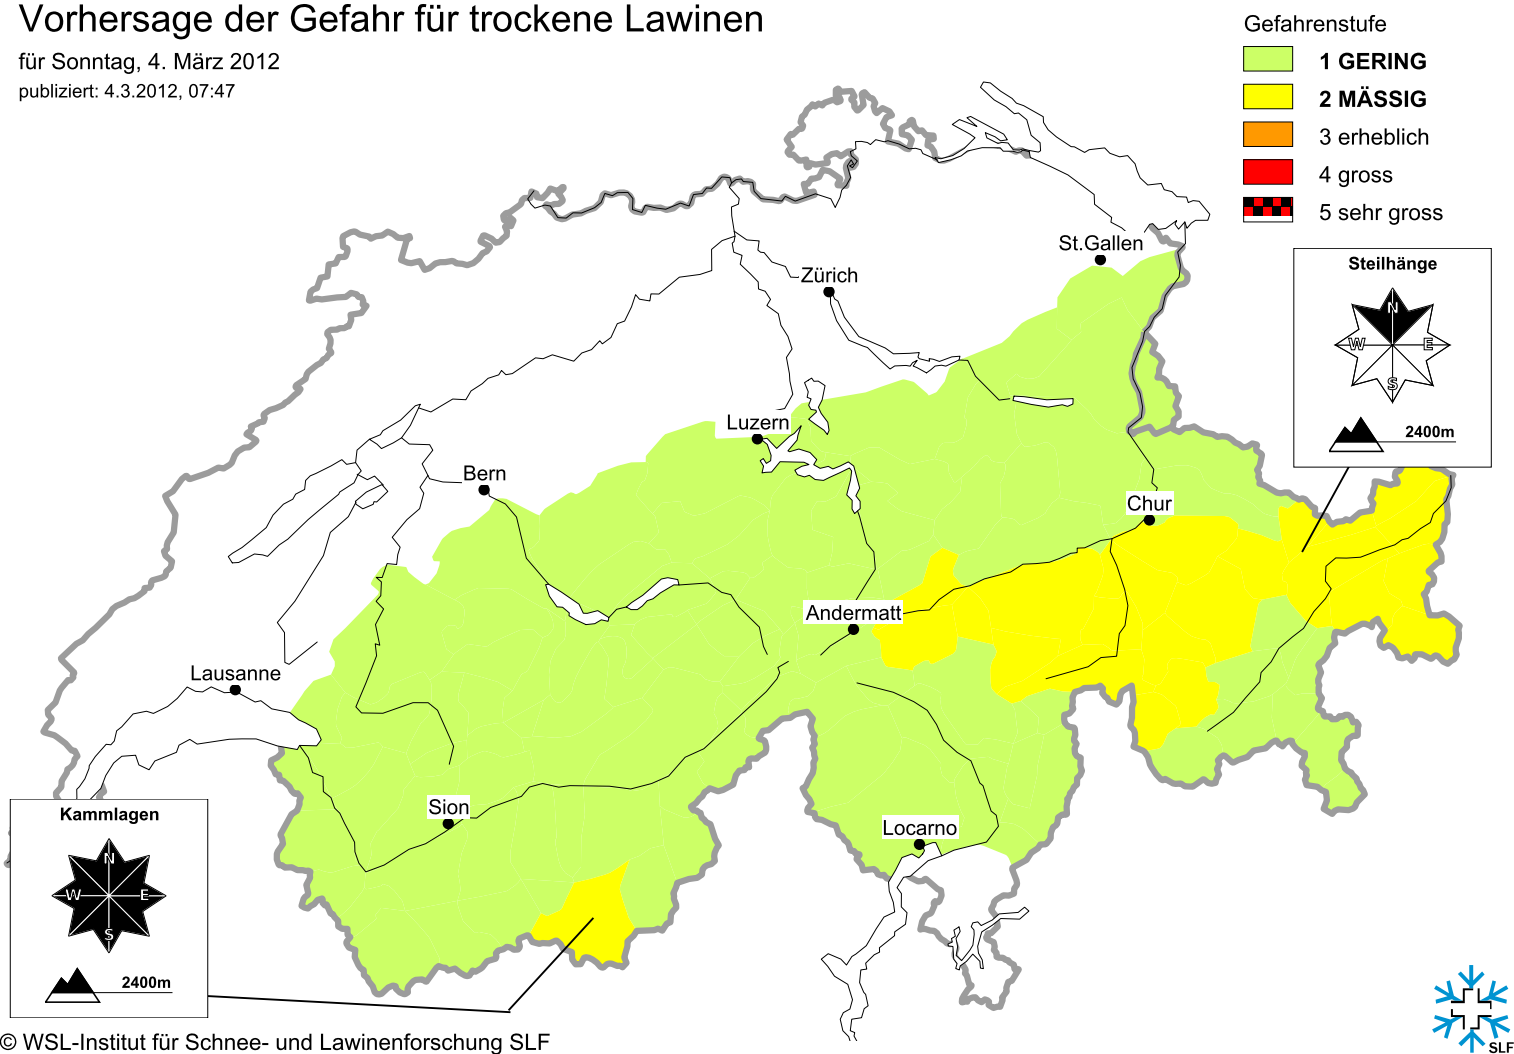 Vorhersage der Gefahr für trockene Lawinen
für Sonntag, 4. März 2012
publiziert: 4.3.2012, 07:47
Gefahrenstufe
1 GERING
2 MÄSSIG
3 erheblich
4 gross
5 sehr gross
Steilhänge
N
W E
S
2400m
St.Gallen
Zürich
Luzern
Bern
Chur
Andermatt
Lausanne
Sion
Locarno
Kammlagen
N
W E
S
2400m
© WSL-Institut für Schnee- und Lawinenforschung SLF
SLF